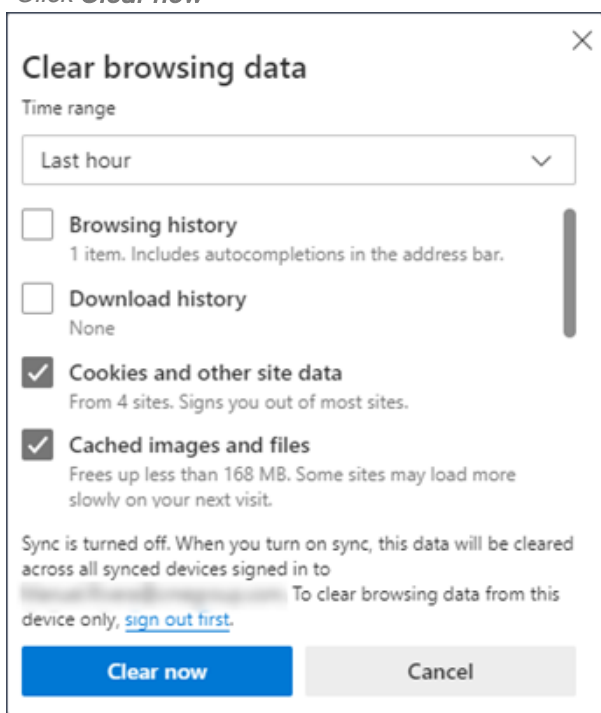 Click Clear now
Clear browsing data
Time range
Last hour
Browsing history
1 item. Includes autocompletions in the address bar.
Download history
None
Cookies and other site data
From 4 sites. Signs you out of most sites.
Cached images and files
Frees up less than 168 MB. Some sites may load more
slowly on your next visit.
Sync is turned off. When you turn on sync, this data will be cleared
across all synced devices signed in to
To clear browsing data from this
device only, sign out first.
Clear now
Cancel